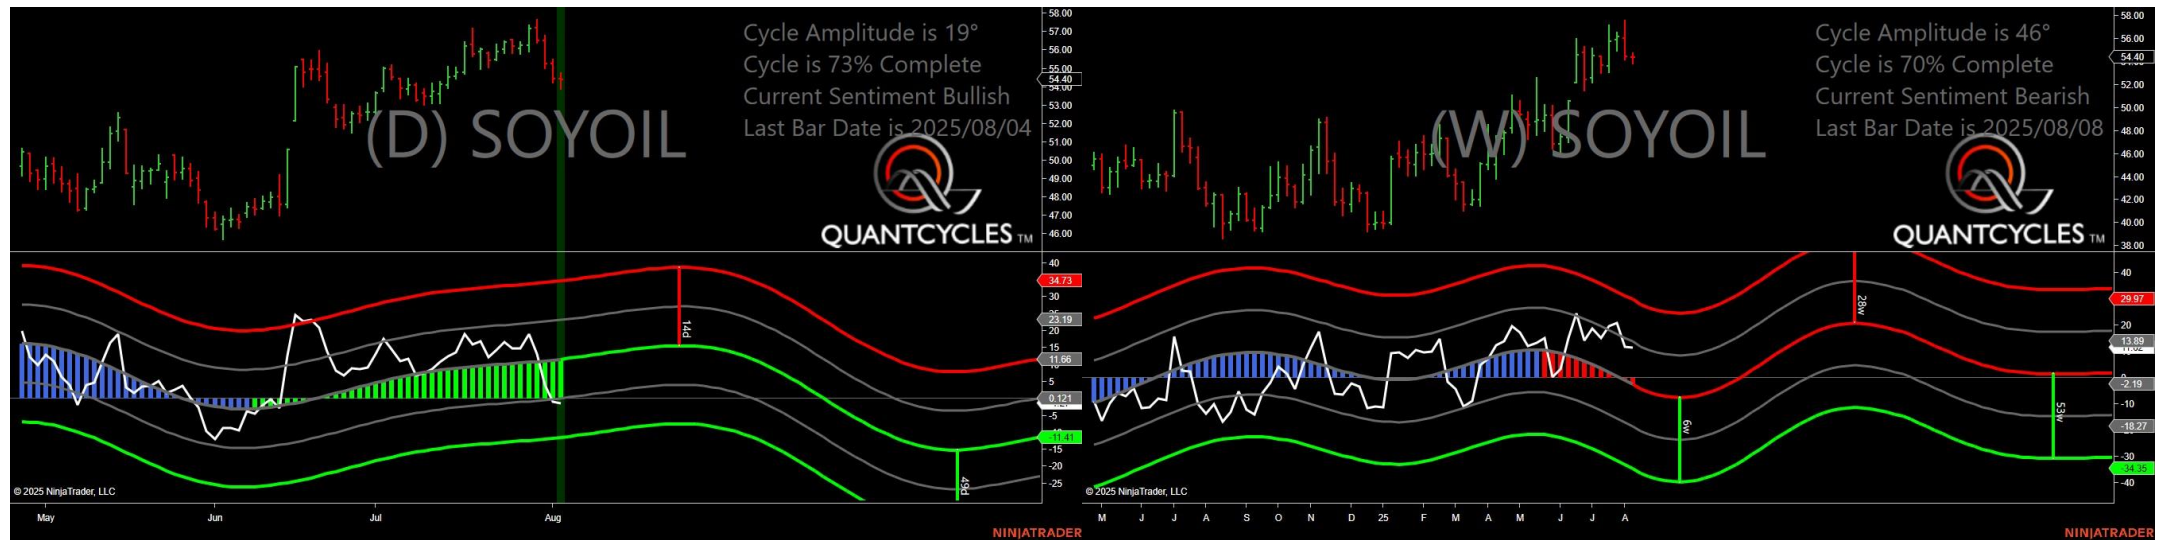 58.00
57.00
56.00
55.00
54.40
54.00
53.00
52.00
51.00
50.00
49.00
48.00
47.00
46.00
Cycle Amplitude is 19°
Cycle is 73% Complete
Current Sentiment Bullish
Last Bar Date is 2025/08/04
(D) SOYOIL
QUANTCYCLES TM
40
34.73
30
23.19
20
15
11.66
5
0.121
-5
-11.41
-15
-20
-25
14d
49d
© 2025 NinjaTrader, LLC
May
Jun
Jul
Aug
NINJATRADER
58.00
56.00
54.40
52.00
50.00
48.00
46.00
44.00
42.00
40.00
38.00
Cycle Amplitude is 46°
Cycle is 70% Complete
Current Sentiment Bearish
Last Bar Date is 2025/08/08
(W) SOYOIL
QUANTCYCLES TM
40
29.97
20
13.89
-2.19
-10
-18.27
-30
-34.35
-40
28w
6w
53w
© 2025 NinjaTrader, LLC
M
J
J
A
S
O
N
D
25
F
M
A
M
J
J
A
NINJATRADER